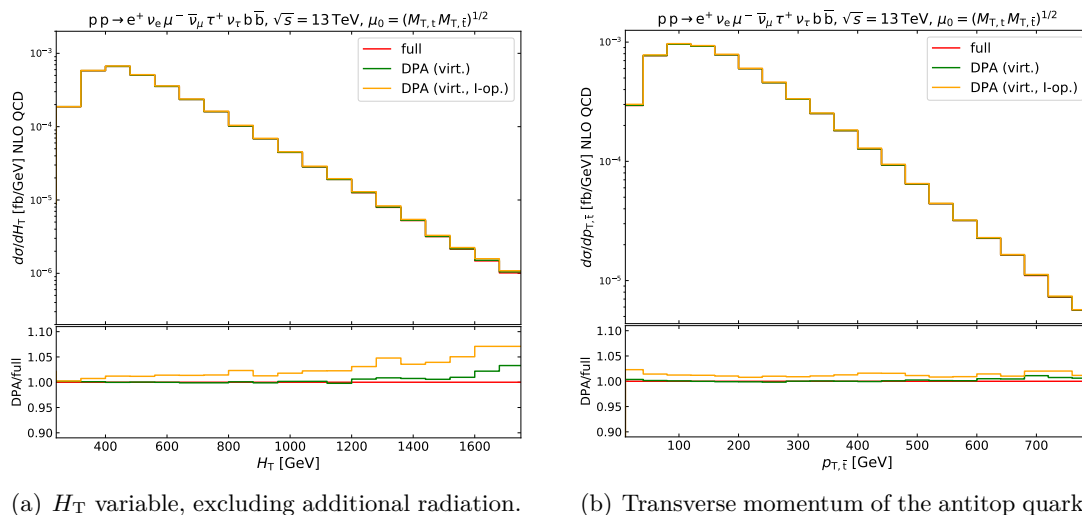 p p → e⁺ νₑ μ⁻ ν̄_μ τ⁺ ν_τ b b̄, √s = 13 TeV, μ₀ = (M_T,t M_T,t̄)^1/2
dσ/dH_T [fb/GeV] NLO QCD
10⁻³
10⁻⁴
10⁻⁵
10⁻⁶
full
DPA (virt.)
DPA (virt., I-op.)
DPA/full
1.10
1.05
1.00
0.95
0.90
400 600 800 1000 1200 1400 1600
H_T [GeV]
(a) H_T variable, excluding additional radiation.
p p → e⁺ νₑ μ⁻ ν̄_μ τ⁺ ν_τ b b̄, √s = 13 TeV, μ₀ = (M_T,t M_T,t̄)^1/2
dσ/dp_T,t̄ [fb/GeV] NLO QCD
10⁻³
10⁻⁴
10⁻⁵
full
DPA (virt.)
DPA (virt., I-op.)
DPA/full
1.10
1.05
1.00
0.95
0.90
100 200 300 400 500 600 700
p_T,t̄ [GeV]
(b) Transverse momentum of the antitop quark